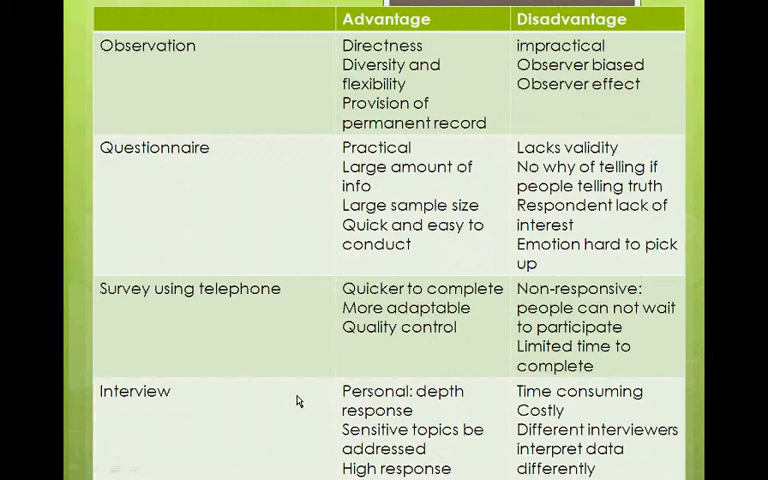 Advantage
Disadvantage
Observation
Directness
Diversity and
flexibility
Provision of
permanent record
impractical
Observer biased
Observer effect
Questionnaire
Practical
Large amount of
info
Large sample size
Quick and easy to
conduct
Lacks validity
No why of telling if
people telling truth
Respondent lack of
interest
Emotion hard to pick
up
Survey using telephone
Quicker to complete
More adaptable
Quality control
Non-responsive:
people can not wait
to participate
Limited time to
complete
Interview
Personal: depth
response
Sensitive topics be
addressed
High response
Time consuming
Costly
Different interviewers
interpret data
differently